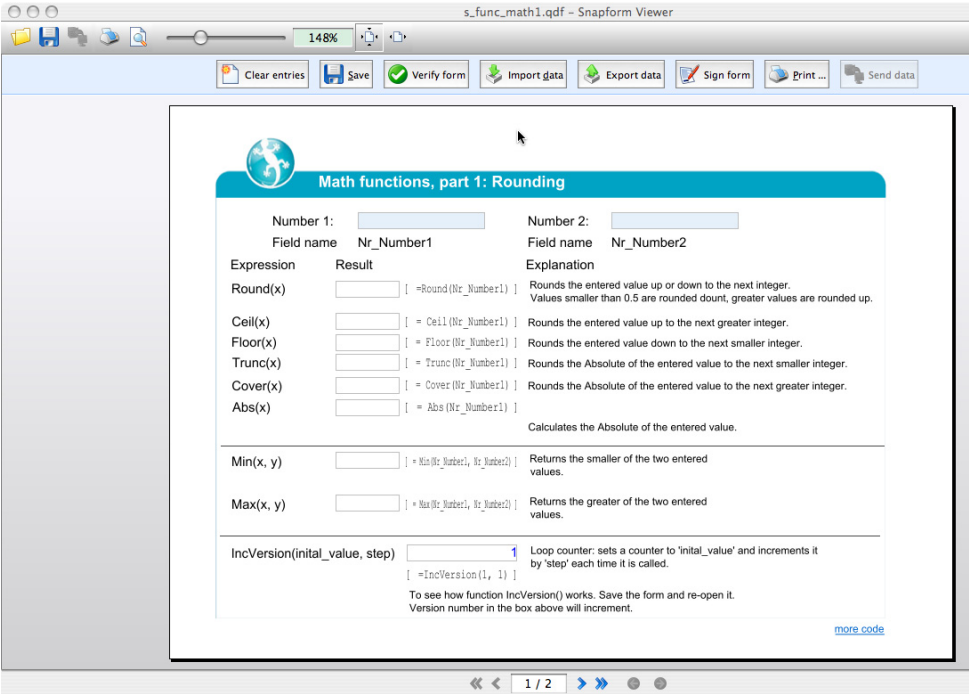 s_func_math1.qdf – Snapform Viewer
148%
Clear entries Save Verify form Import data Export data Sign form Print ... Send data
Math functions, part 1: Rounding
Number 1: Number 2:
Field name Nr_Number1 Field name Nr_Number2
Expression Result Explanation
Round(x) [ =Round(Nr_Number1) ] Rounds the entered value up or down to the next integer.
Values smaller than 0.5 are rounded dount, greater values are rounded up.
Ceil(x) [ = Ceil(Nr_Number1) ] Rounds the entered value up to the next greater integer.
Floor(x) [ = Floor(Nr_Number1) ] Rounds the entered value down to the next smaller integer.
Trunc(x) [ = Trunc(Nr_Number1) ] Rounds the Absolute of the entered value to the next smaller integer.
Cover(x) [ = Cover(Nr_Number1) ] Rounds the Absolute of the entered value to the next greater integer.
Abs(x) [ = Abs(Nr_Number1) ]
Calculates the Absolute of the entered value.
Min(x, y) [ = Min(Nr_Number1, Nr_Number2) ] Returns the smaller of the two entered
values.
Max(x, y) [ = Max(Nr_Number1, Nr_Number2) ] Returns the greater of the two entered
values.
IncVersion(inital_value, step) 1 Loop counter: sets a counter to 'inital_value' and increments it
by 'step' each time it is called.
[ =IncVersion(1, 1) ]
To see how function IncVersion() works. Save the form and re-open it.
Version number in the box above will increment.
more code
1 / 2